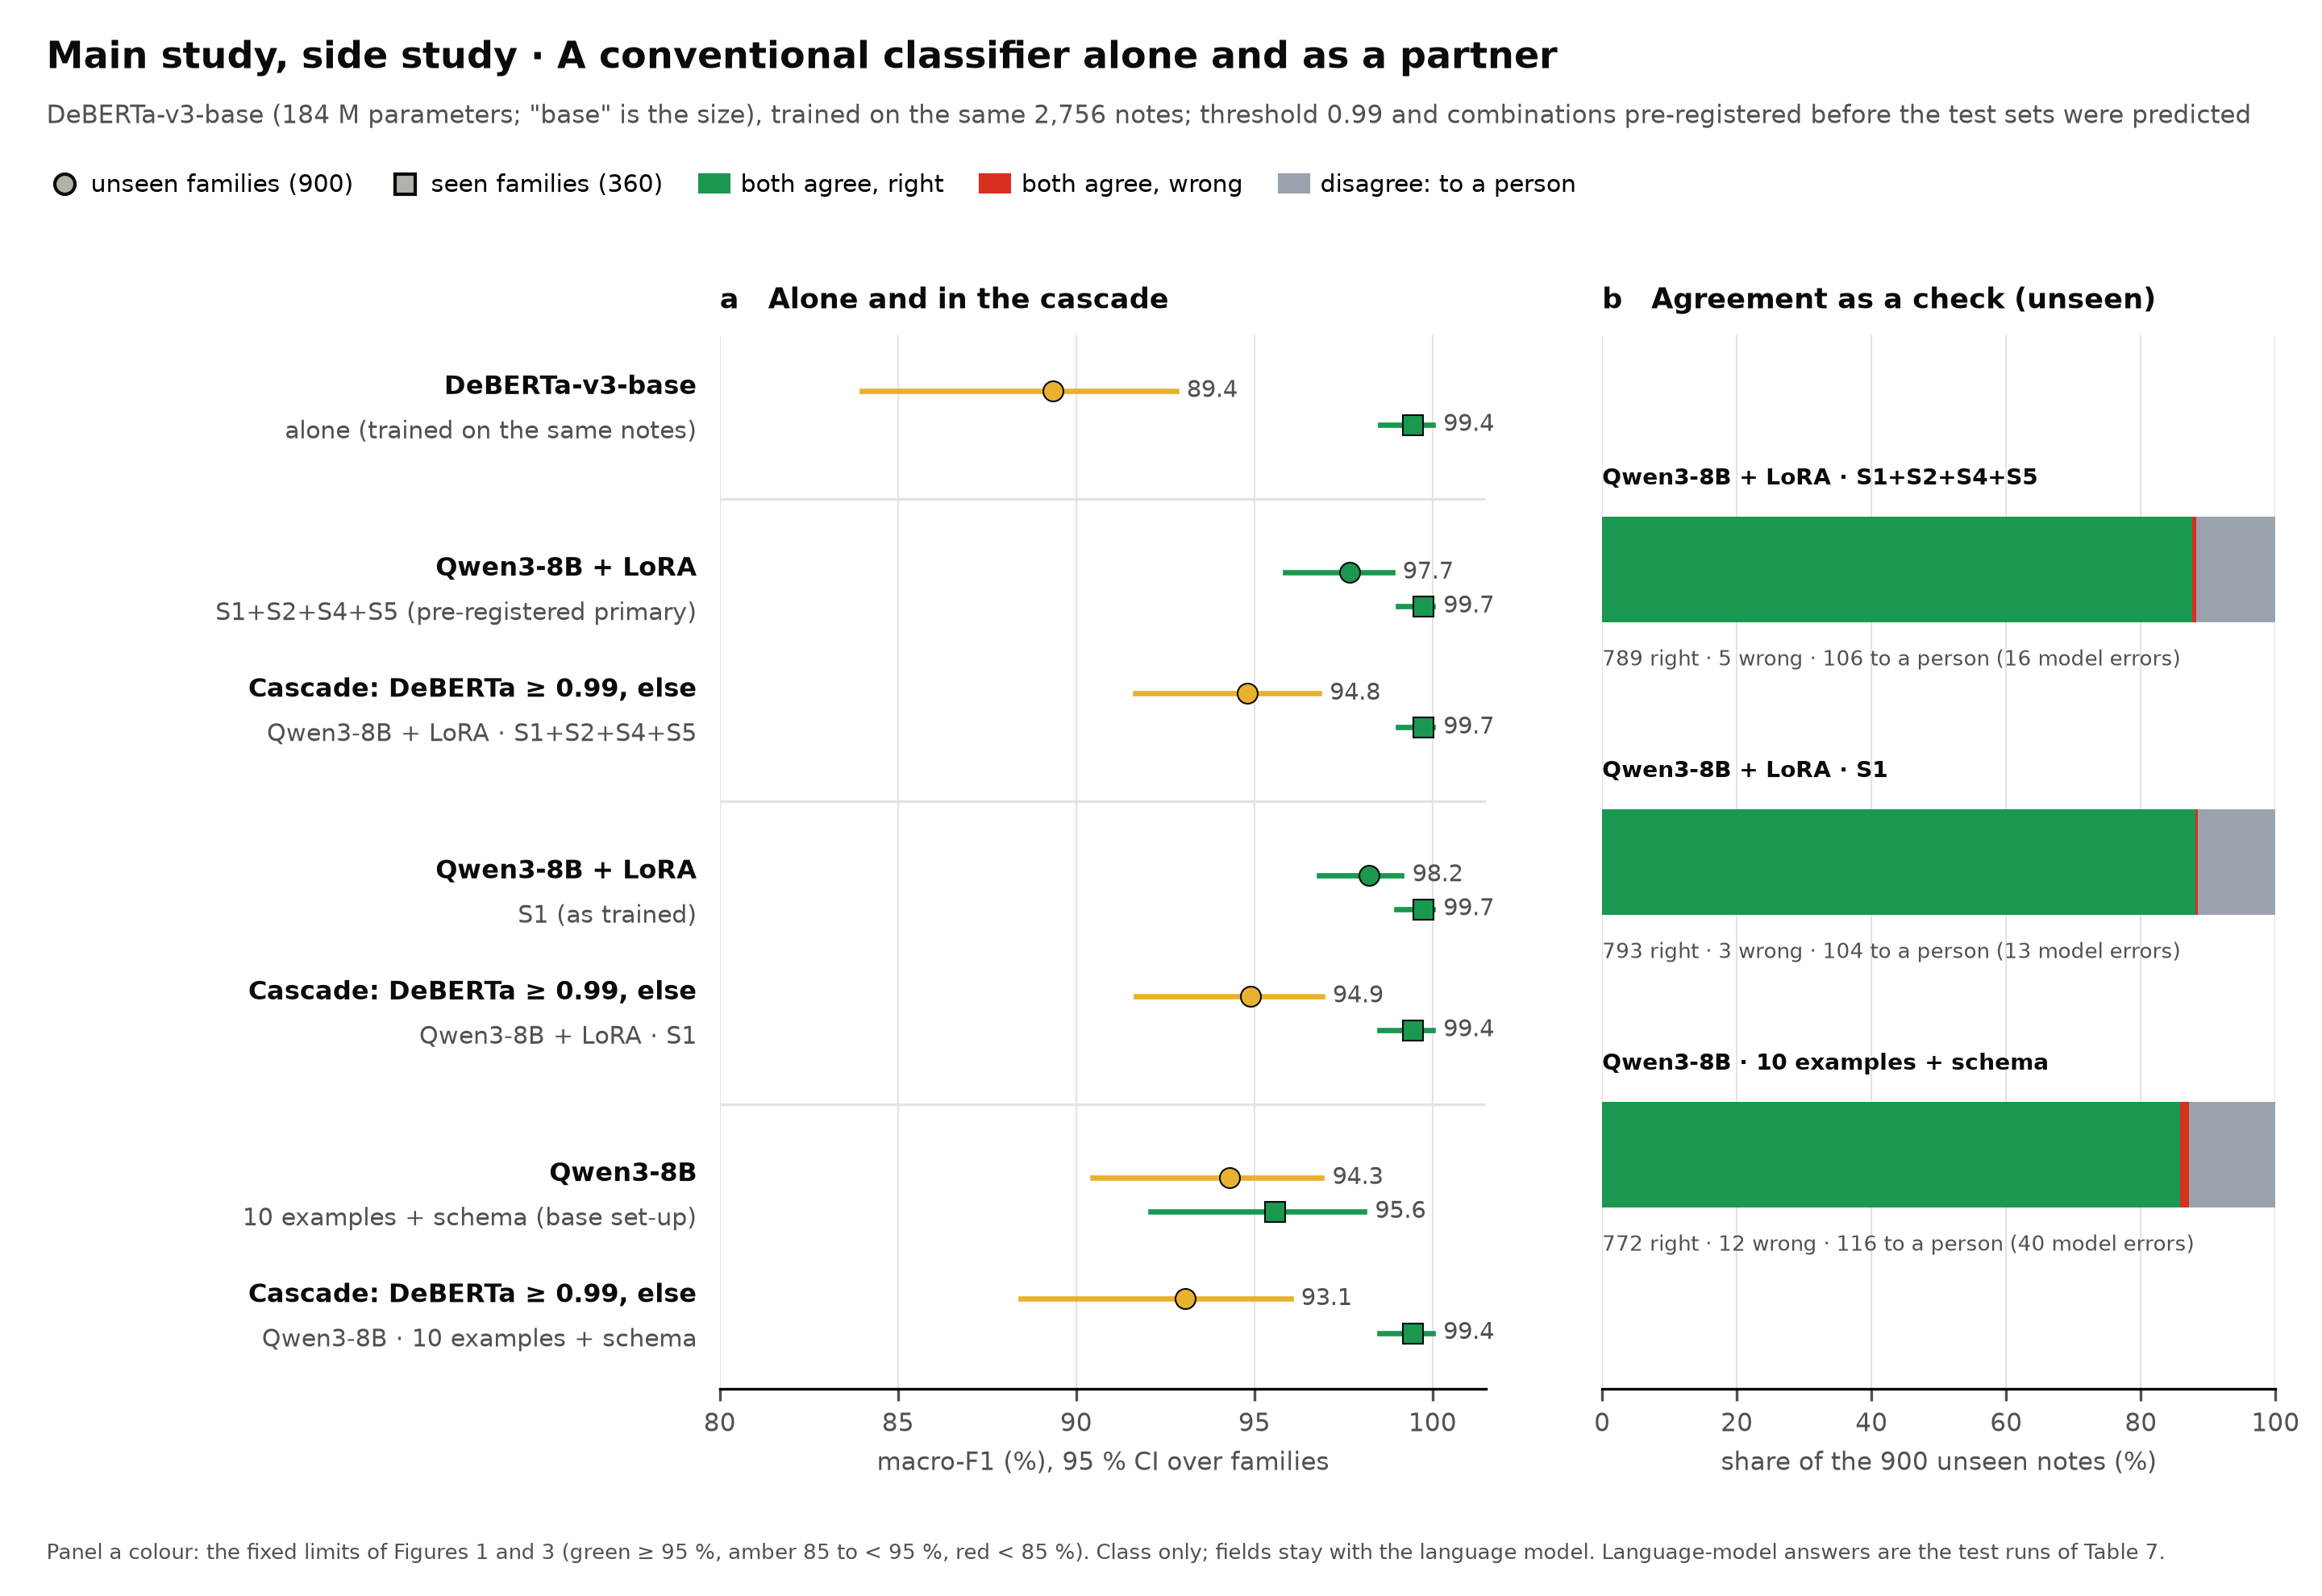 Main study, side study · A conventional classifier alone and as a partner
DeBERTa-v3-base (184 M parameters; "base" is the size), trained on the same 2,756 notes; threshold 0.99 and combinations pre-registered before the test sets were predicted
unseen families (900)
seen families (360)
both agree, right
both agree, wrong
disagree: to a person
a Alone and in the cascade
DeBERTa-v3-base
alone (trained on the same notes)
89.4
99.4
Qwen3-8B + LoRA
S1+S2+S4+S5 (pre-registered primary)
97.7
99.7
Cascade: DeBERTa ≥ 0.99, else
Qwen3-8B + LoRA · S1+S2+S4+S5
94.8
99.7
Qwen3-8B + LoRA
S1 (as trained)
98.2
99.7
Cascade: DeBERTa ≥ 0.99, else
Qwen3-8B + LoRA · S1
94.9
99.4
Qwen3-8B
10 examples + schema (base set-up)
94.3
95.6
Cascade: DeBERTa ≥ 0.99, else
Qwen3-8B · 10 examples + schema
93.1
99.4
80 85 90 95 100
macro-F1 (%), 95 % CI over families
b Agreement as a check (unseen)
Qwen3-8B + LoRA · S1+S2+S4+S5
789 right · 5 wrong · 106 to a person (16 model errors)
Qwen3-8B + LoRA · S1
793 right · 3 wrong · 104 to a person (13 model errors)
Qwen3-8B · 10 examples + schema
772 right · 12 wrong · 116 to a person (40 model errors)
0 20 40 60 80 100
share of the 900 unseen notes (%)
Panel a colour: the fixed limits of Figures 1 and 3 (green ≥ 95 %, amber 85 to < 95 %, red < 85 %). Class only; fields stay with the language model. Language-model answers are the test runs of Table 7.